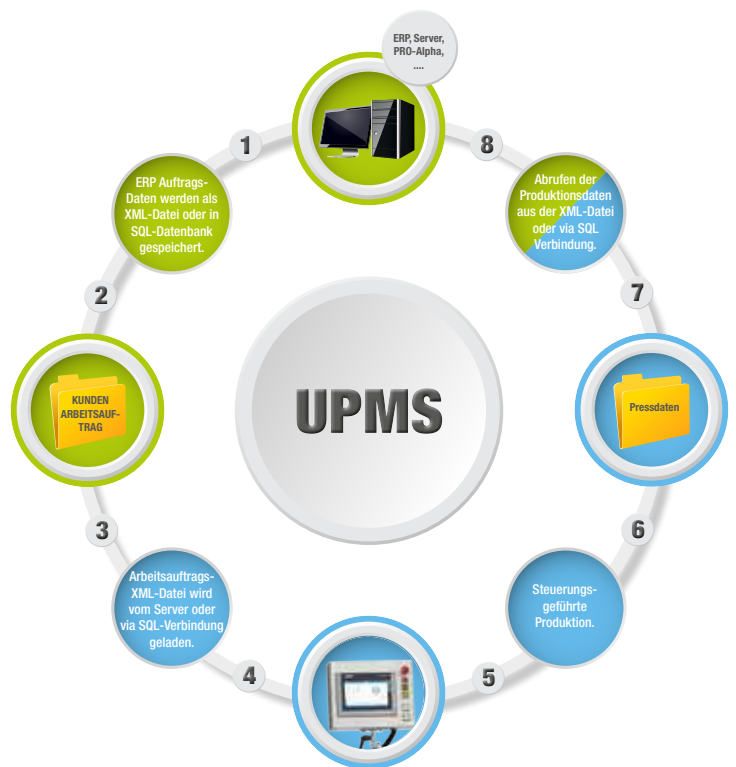 ERP, Server,
PRO-Alpha,
....
1
8
ERP Auftrags-
Daten werden als
XML-Datei oder in
SQL-Datenbank
gespeichert.
Abrufen der
Produktionsdaten
aus der XML-Datei
oder via SQL
Verbindung.
2
7
KUNDEN
ARBEITSAUF-
TRAG
UPMS
Pressdaten
3
6
Arbeitsauftrags-
XML-Datei wird
vom Server oder
via SQL-Verbindung
geladen.
Steuerungs-
geführte
Produktion.
4
5